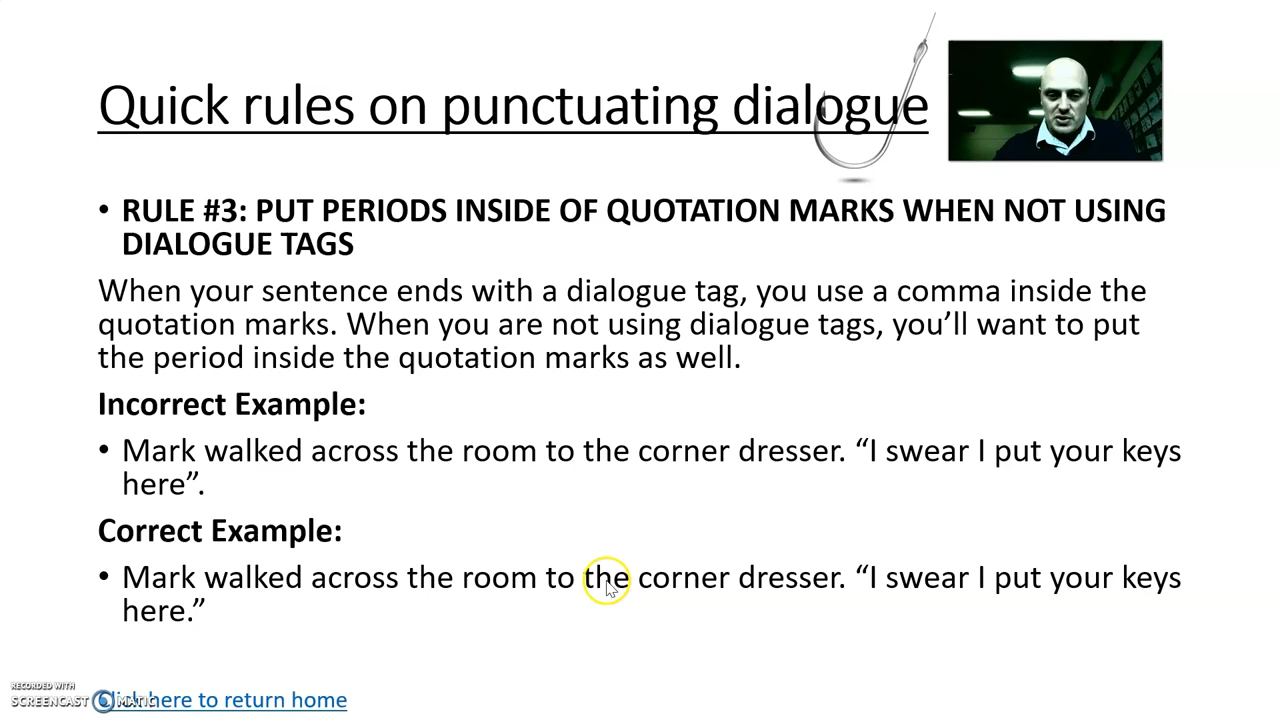 Quick rules on punctuating dialogue
• RULE #3: PUT PERIODS INSIDE OF QUOTATION MARKS WHEN NOT USING
DIALOGUE TAGS
When your sentence ends with a dialogue tag, you use a comma inside the
quotation marks. When you are not using dialogue tags, you’ll want to put
the period inside the quotation marks as well.
Incorrect Example:
• Mark walked across the room to the corner dresser. “I swear I put your keys
here”.
Correct Example:
• Mark walked across the room to the corner dresser. “I swear I put your keys
here.”
Click here to return home
RECORDED WITH
SCREENCAST MATIC